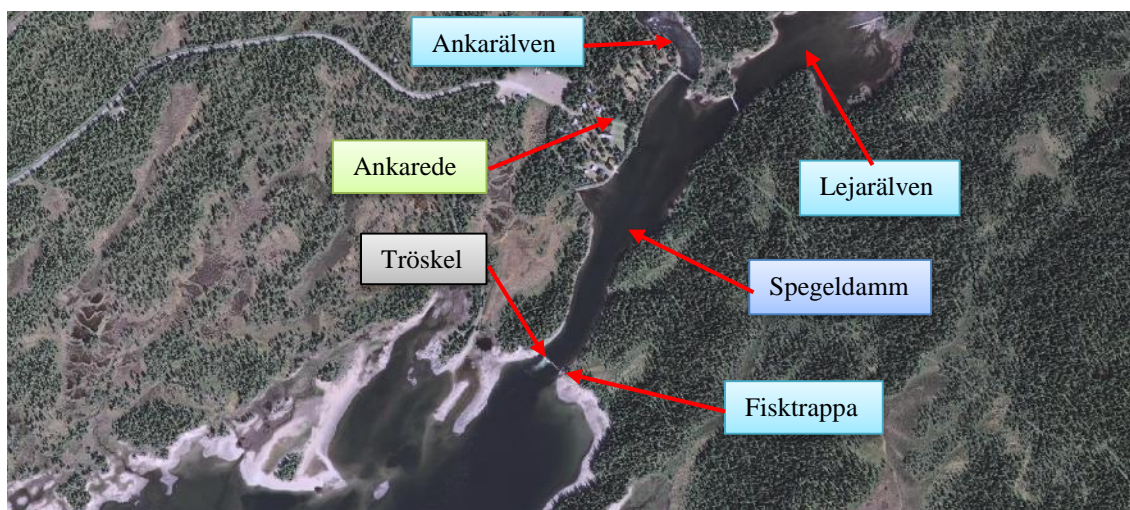 Ankarälven
Ankarede
Lejarälven
Tröskel
Spegeldamm
Fisktrappa